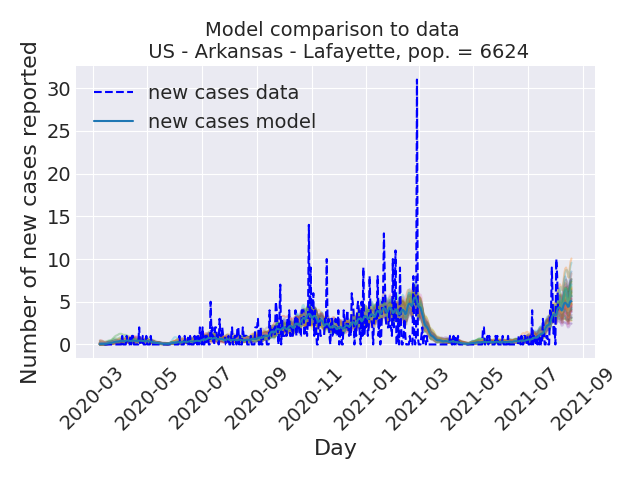 Model comparison to data
US - Arkansas - Lafayette, pop. = 6624
Number of new cases reported
30
25
20
15
10
5
0
new cases data
new cases model
2020-03
2020-05
2020-07
2020-09
2020-11
2021-01
2021-03
2021-05
2021-07
2021-09
Day